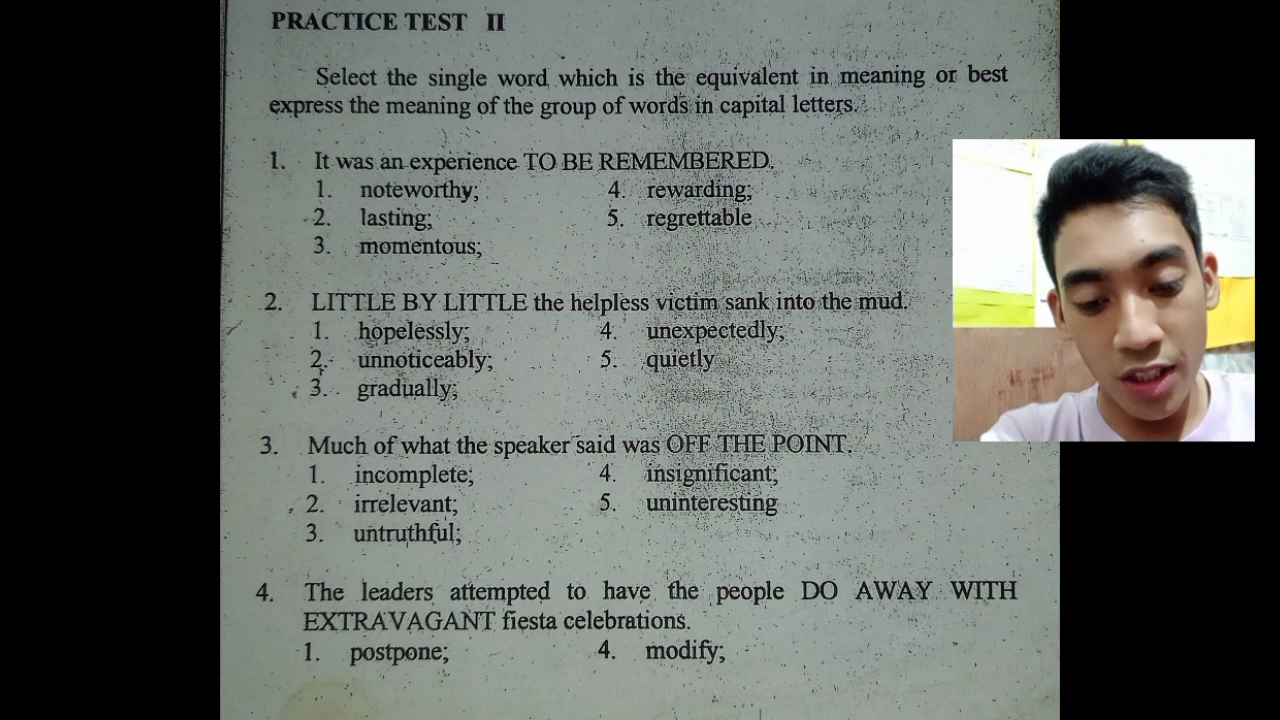 PRACTICE TEST II
Select the single word which is the equivalent in meaning or best
express the meaning of the group of words in capital letters.
1. It was an experience TO BE REMEMBERED.
1. noteworthy; 4. rewarding;
2. lasting; 5. regrettable
3. momentous;
2. LITTLE BY LITTLE the helpless victim sank into the mud.
1. hopelessly; 4. unexpectedly;
2. unnoticeably; 5. quietly
3. gradually;
3. Much of what the speaker said was OFF THE POINT.
1. incomplete; 4. insignificant;
2. irrelevant; 5. uninteresting
3. untruthful;
4. The leaders attempted to have the people DO AWAY WITH
EXTRAVAGANT fiesta celebrations.
1. postpone; 4. modify;